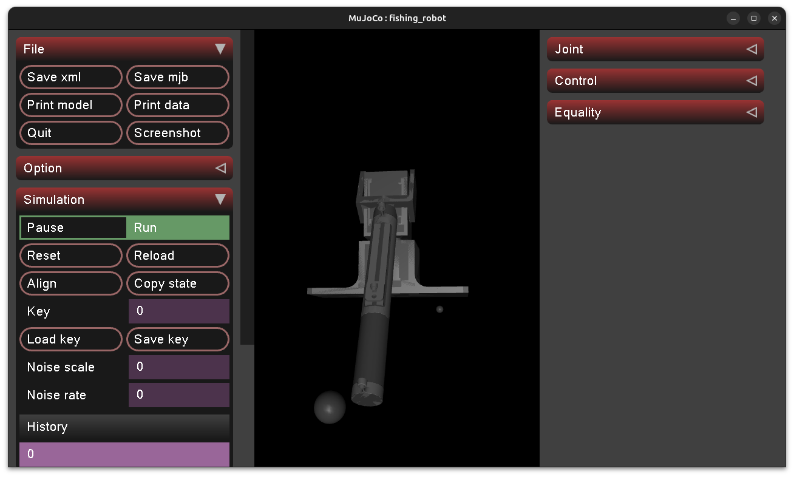 MuJoCo : fishing_robot
File
Save xml
Save mjb
Print model
Print data
Quit
Screenshot
Option
Simulation
Pause
Run
Reset
Reload
Align
Copy state
Key
0
Load key
Save key
Noise scale
0
Noise rate
0
History
0
Joint
Control
Equality